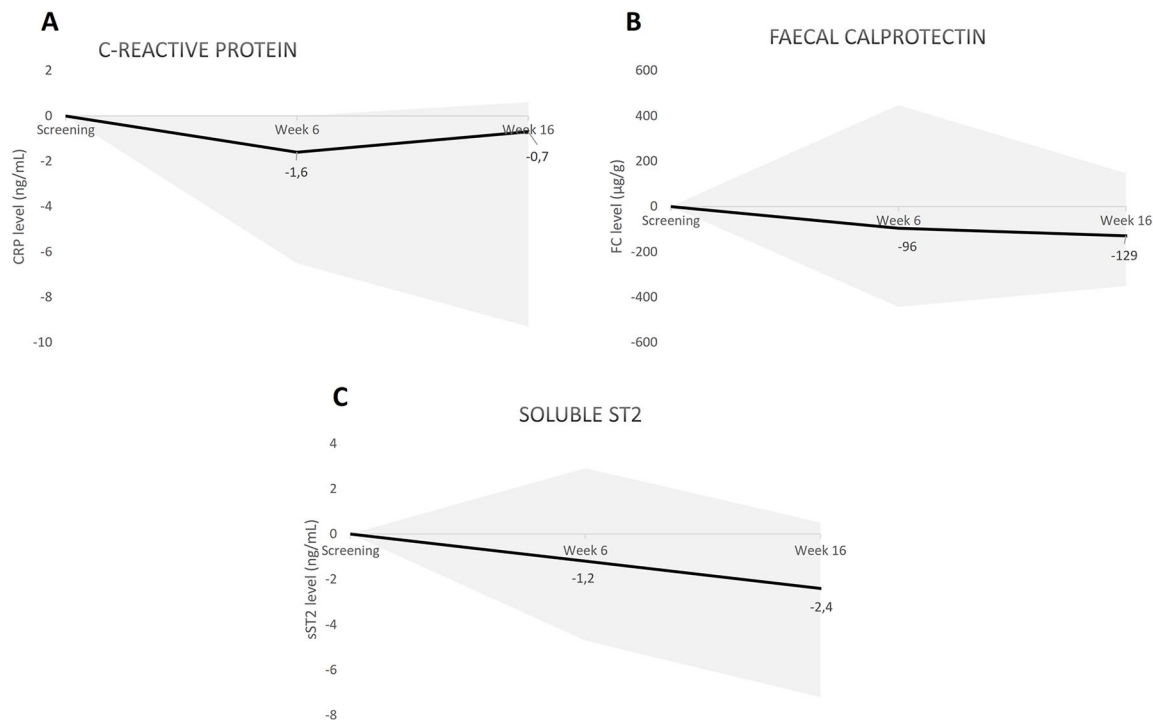 A
C-REACTIVE PROTEIN
2
0
-2
-4
-6
-8
-10
CRP level (ng/mL)
Screening
Week 6
Week 16
-1,6
-0,7
B
FAECAL CALPROTECTIN
600
400
200
0
-200
-400
-600
FC level (µg/g)
Screening
Week 6
Week 16
-96
-129
C
SOLUBLE ST2
4
2
0
-2
-4
-6
-8
sST2 level (ng/mL)
Screening
Week 6
Week 16
-1,2
-2,4